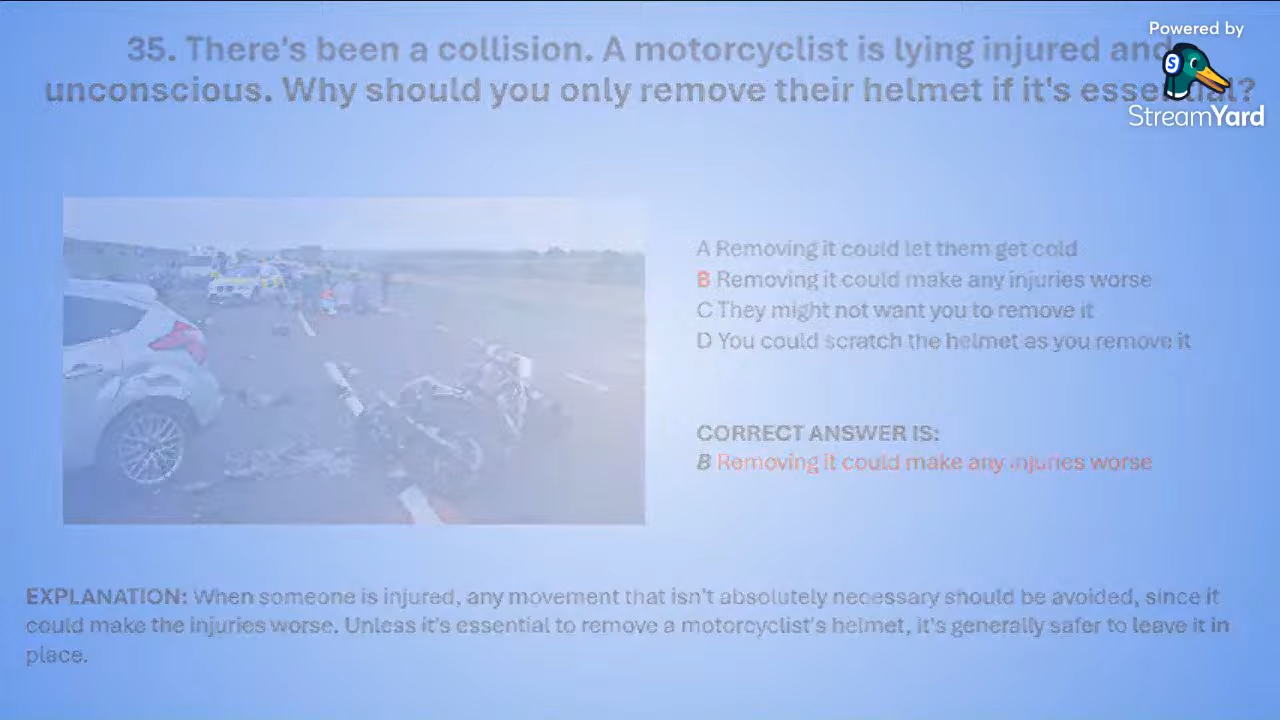 Powered by
StreamYard
35. There's been a collision. A motorcyclist is lying injured and
unconscious. Why should you only remove their helmet if it's essential?
A Removing it could let them get cold
B Removing it could make any injuries worse
C They might not want you to remove it
D You could scratch the helmet as you remove it
CORRECT ANSWER IS:
B Removing it could make any injuries worse
EXPLANATION: When someone is injured, any movement that isn't absolutely necessary should be avoided, since it
could make the injuries worse. Unless it's essential to remove a motorcyclist's helmet, it's generally safer to leave it in
place.